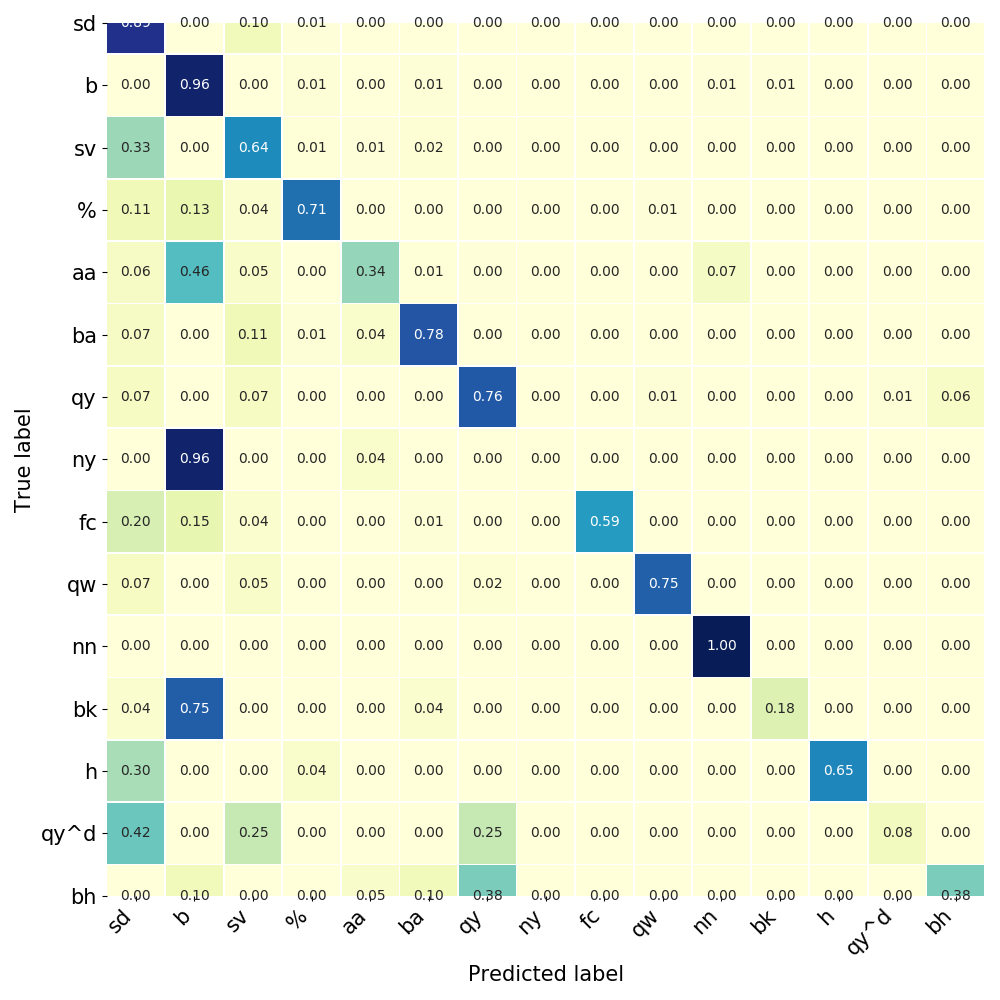 sd 0.89 0.00 0.10 0.01 0.00 0.00 0.00 0.00 0.00 0.00 0.00 0.00 0.00 0.00 0.00
b 0.00 0.96 0.00 0.01 0.00 0.01 0.00 0.00 0.00 0.00 0.01 0.01 0.00 0.00 0.00
sv 0.33 0.00 0.64 0.01 0.01 0.02 0.00 0.00 0.00 0.00 0.00 0.00 0.00 0.00 0.00
% 0.11 0.13 0.04 0.71 0.00 0.00 0.00 0.00 0.00 0.01 0.00 0.00 0.00 0.00 0.00
aa 0.06 0.46 0.05 0.00 0.34 0.01 0.00 0.00 0.00 0.00 0.07 0.00 0.00 0.00 0.00
ba 0.07 0.00 0.11 0.01 0.04 0.78 0.00 0.00 0.00 0.00 0.00 0.00 0.00 0.00 0.00
qy 0.07 0.00 0.07 0.00 0.00 0.00 0.76 0.00 0.00 0.01 0.00 0.00 0.00 0.01 0.06
ny 0.00 0.96 0.00 0.00 0.04 0.00 0.00 0.00 0.00 0.00 0.00 0.00 0.00 0.00 0.00
fc 0.20 0.15 0.04 0.00 0.00 0.01 0.00 0.00 0.59 0.00 0.00 0.00 0.00 0.00 0.00
qw 0.07 0.00 0.05 0.00 0.00 0.00 0.02 0.00 0.00 0.75 0.00 0.00 0.00 0.00 0.00
nn 0.00 0.00 0.00 0.00 0.00 0.00 0.00 0.00 0.00 0.00 1.00 0.00 0.00 0.00 0.00
bk 0.04 0.75 0.00 0.00 0.00 0.04 0.00 0.00 0.00 0.00 0.00 0.18 0.00 0.00 0.00
h 0.30 0.00 0.00 0.04 0.00 0.00 0.00 0.00 0.00 0.00 0.00 0.00 0.65 0.00 0.00
qy^d 0.42 0.00 0.25 0.00 0.00 0.00 0.25 0.00 0.00 0.00 0.00 0.00 0.00 0.08 0.00
bh 0.00 0.10 0.00 0.00 0.05 0.10 0.38 0.00 0.00 0.00 0.00 0.00 0.00 0.00 0.38
sd b sv % aa ba qy ny fc qw nn bk h qy^d bh
True label
Predicted label